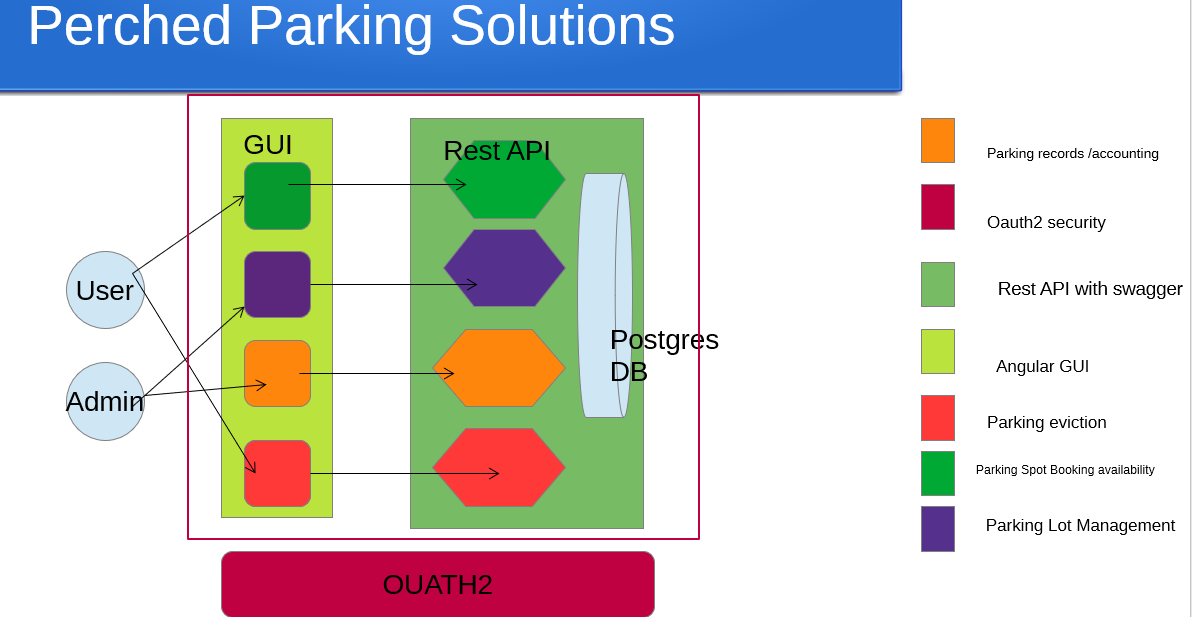 Perched Parking Solutions
GUI
Rest API
User
Admin
Postgres
DB
OUATH2
Parking records /accounting
Oauth2 security
Rest API with swagger
Angular GUI
Parking eviction
Parking Spot Booking availability
Parking Lot Management